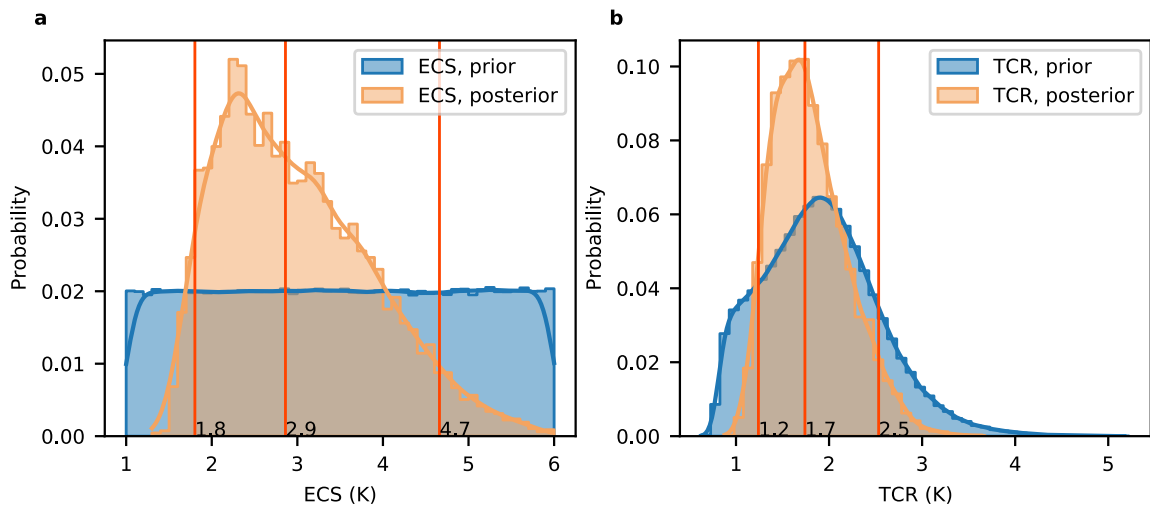 a
ECS, prior
ECS, posterior
Probability
0.05
0.04
0.03
0.02
0.01
0.00
1.8
2.9
4.7
1 2 3 4 5 6
ECS (K)
b
TCR, prior
TCR, posterior
Probability
0.10
0.08
0.06
0.04
0.02
0.00
1.2
1.7
2.5
1 2 3 4 5
TCR (K)